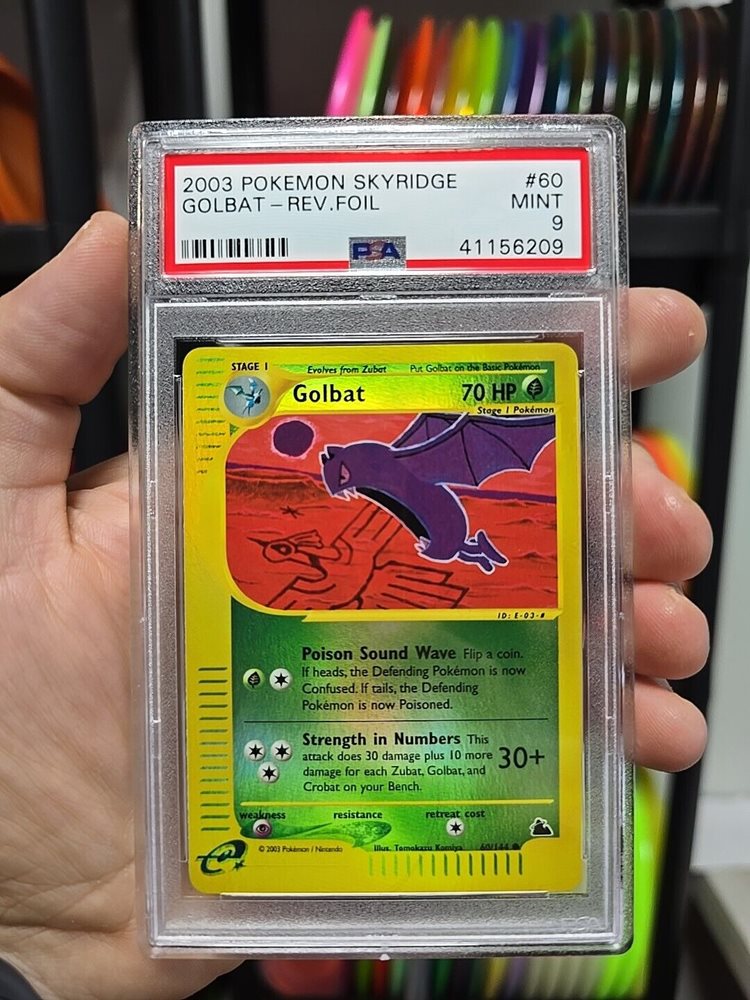 2003 POKEMON SKYRIDGE #60
GOLBAT - REV.FOIL MINT
9
PSA 41156209
STAGE 1 Evolves from Zubat Put Golbat on the Basic Pokémon
Golbat 70 HP
Stage 1 Pokémon
ID: E-03-#
Poison Sound Wave Flip a coin.
If heads, the Defending Pokémon is now
Confused. If tails, the Defending
Pokémon is now Poisoned.
Strength in Numbers This
attack does 30 damage plus 10 more 30+
damage for each Zubat, Golbat, and
Crobat on your Bench.
weakness resistance retreat cost
e © 2003 Pokémon / Nintendo Illus. Tomokazu Komiya 60/144 ●